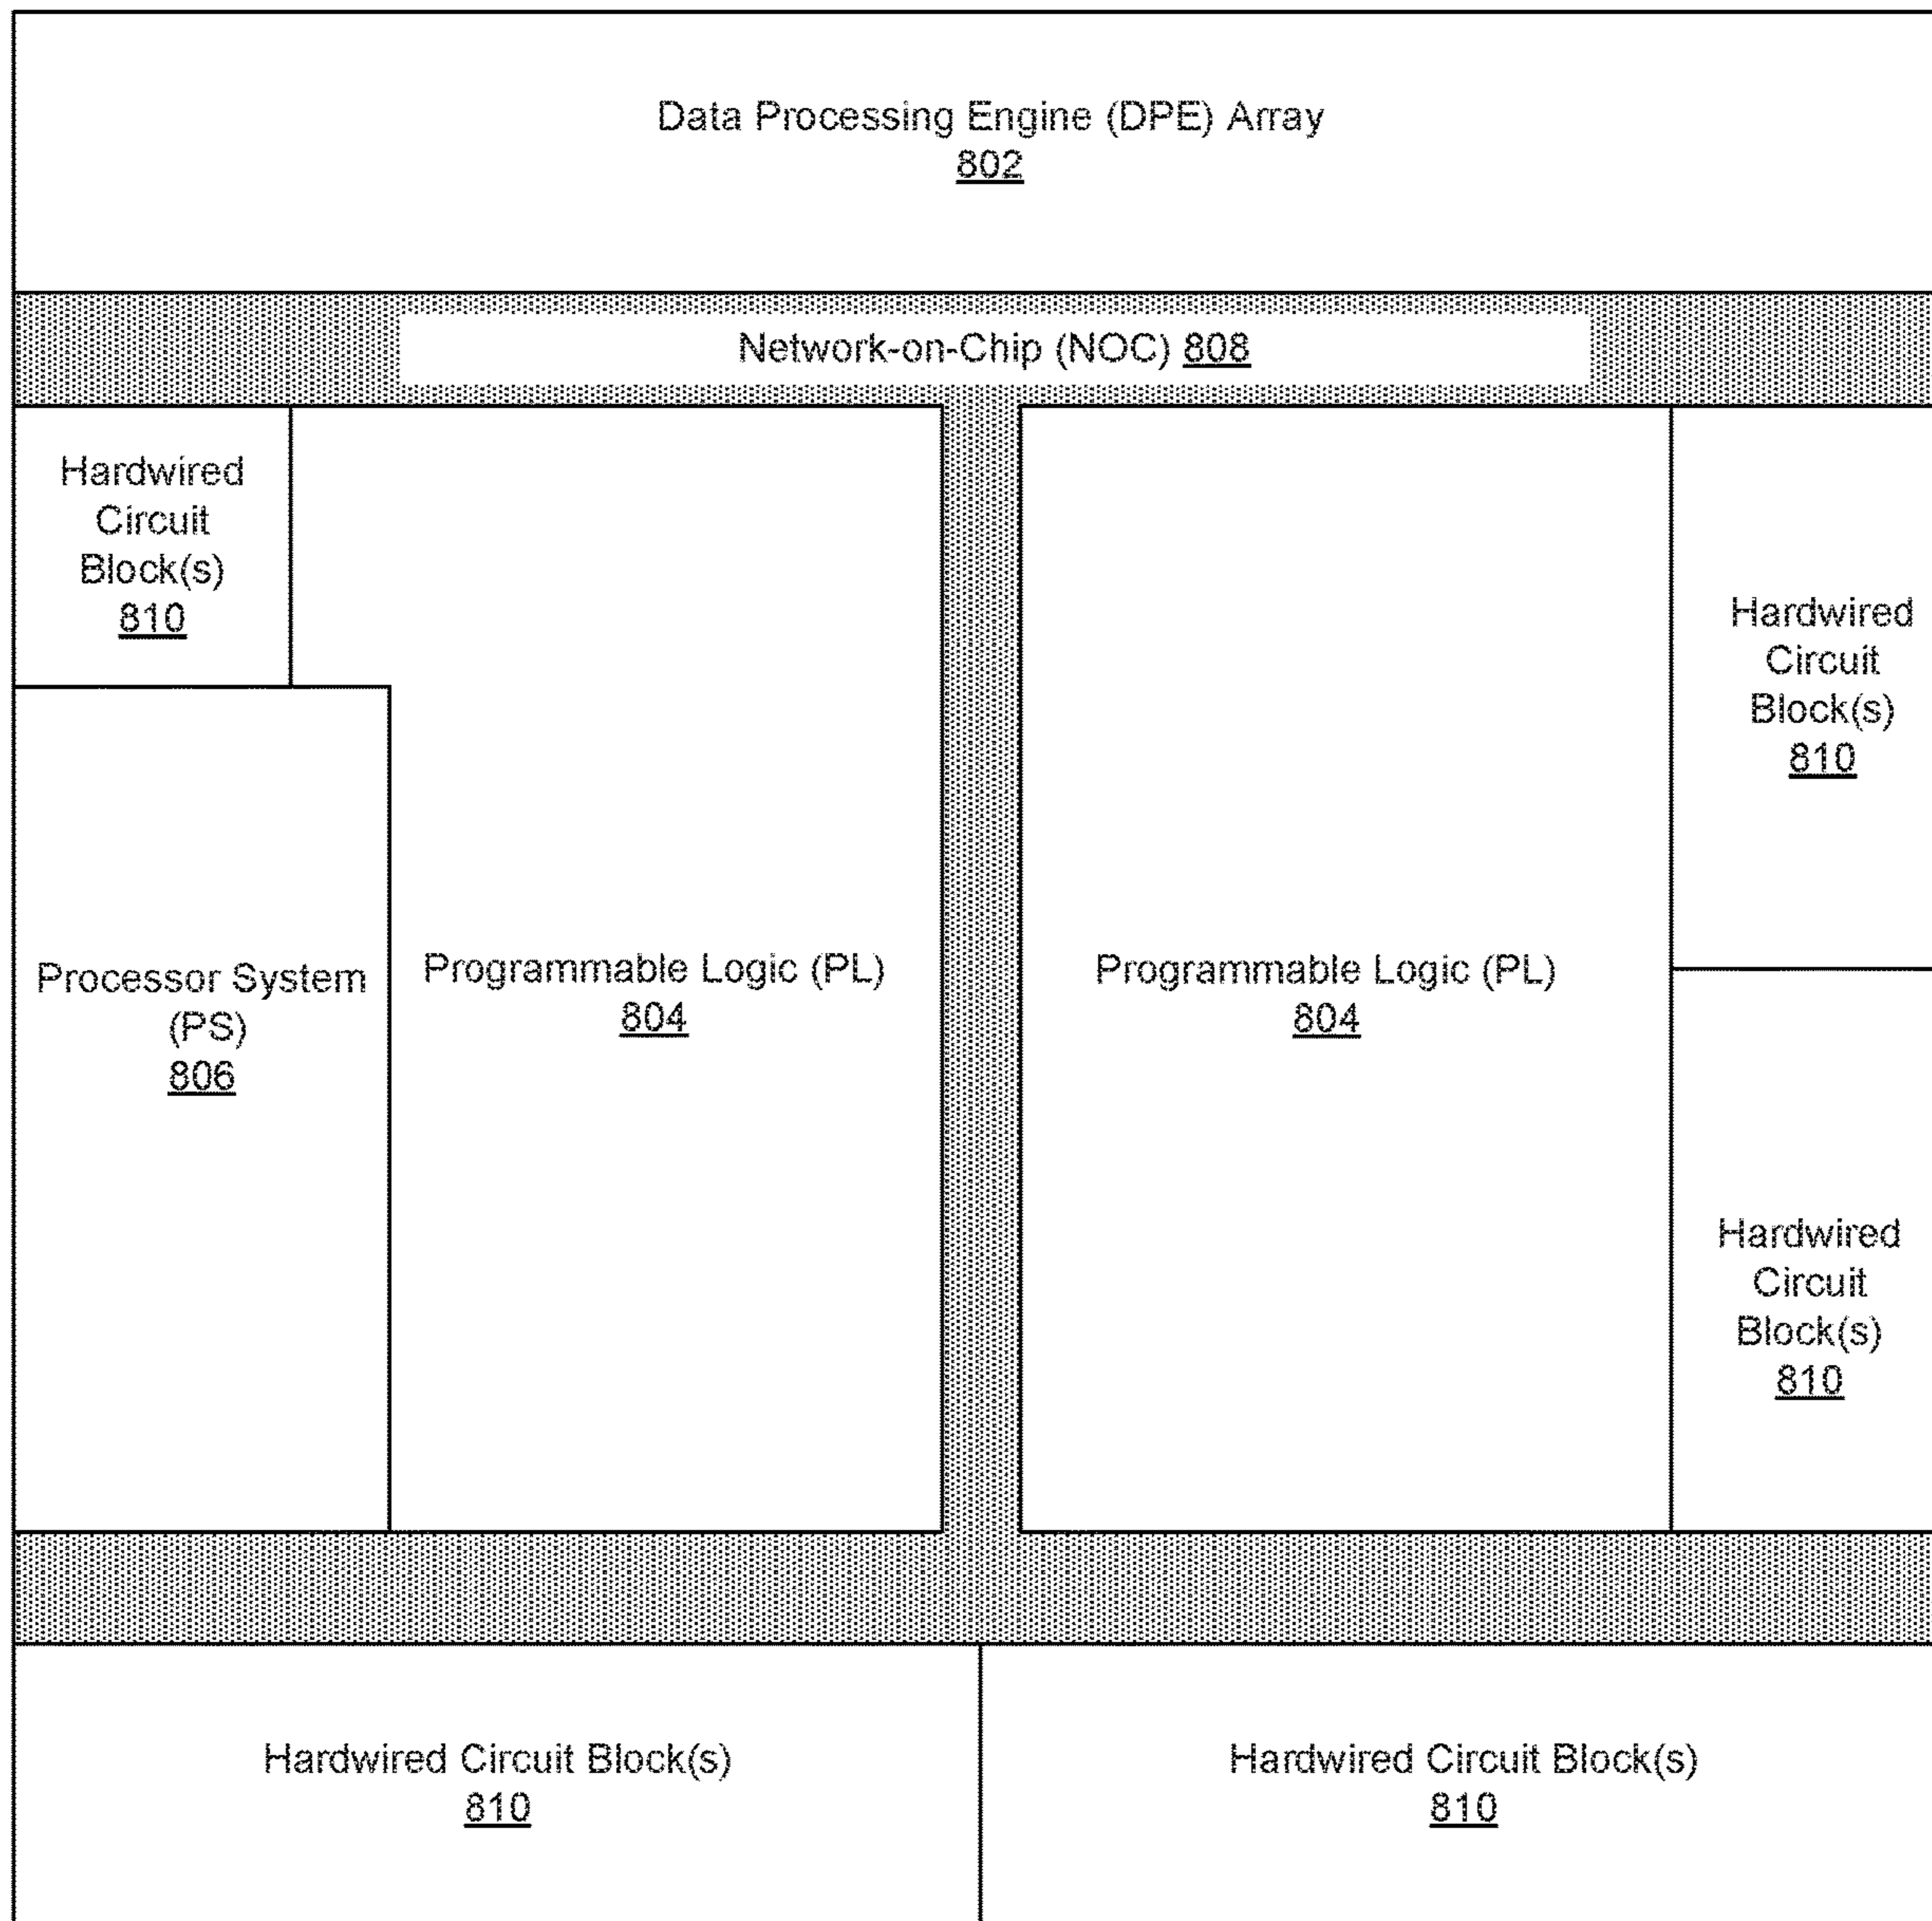 Data Processing Engine (DPE) Array
802
Network-on-Chip (NOC) 808
Hardwired
Circuit
Block(s)
810
Processor System
(PS)
806
Programmable Logic (PL)
804
Programmable Logic (PL)
804
Hardwired
Circuit
Block(s)
810
Hardwired
Circuit
Block(s)
810
Hardwired Circuit Block(s)
810
Hardwired Circuit Block(s)
810